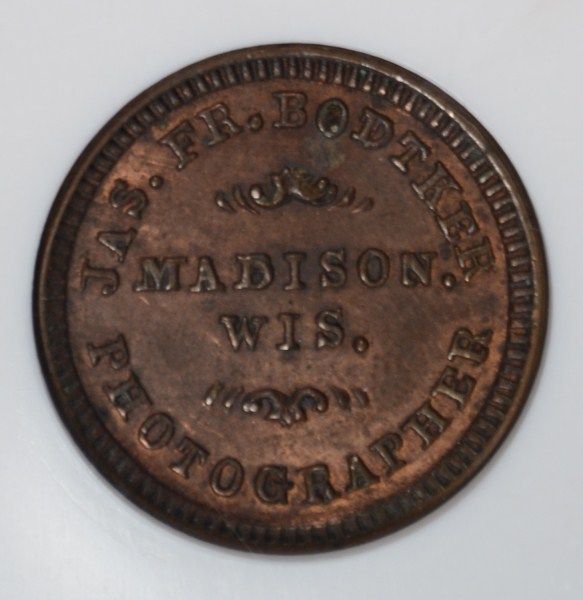 JAS. FR. BODTKER
MADISON.
WIS.
PHOTOGRAPHER